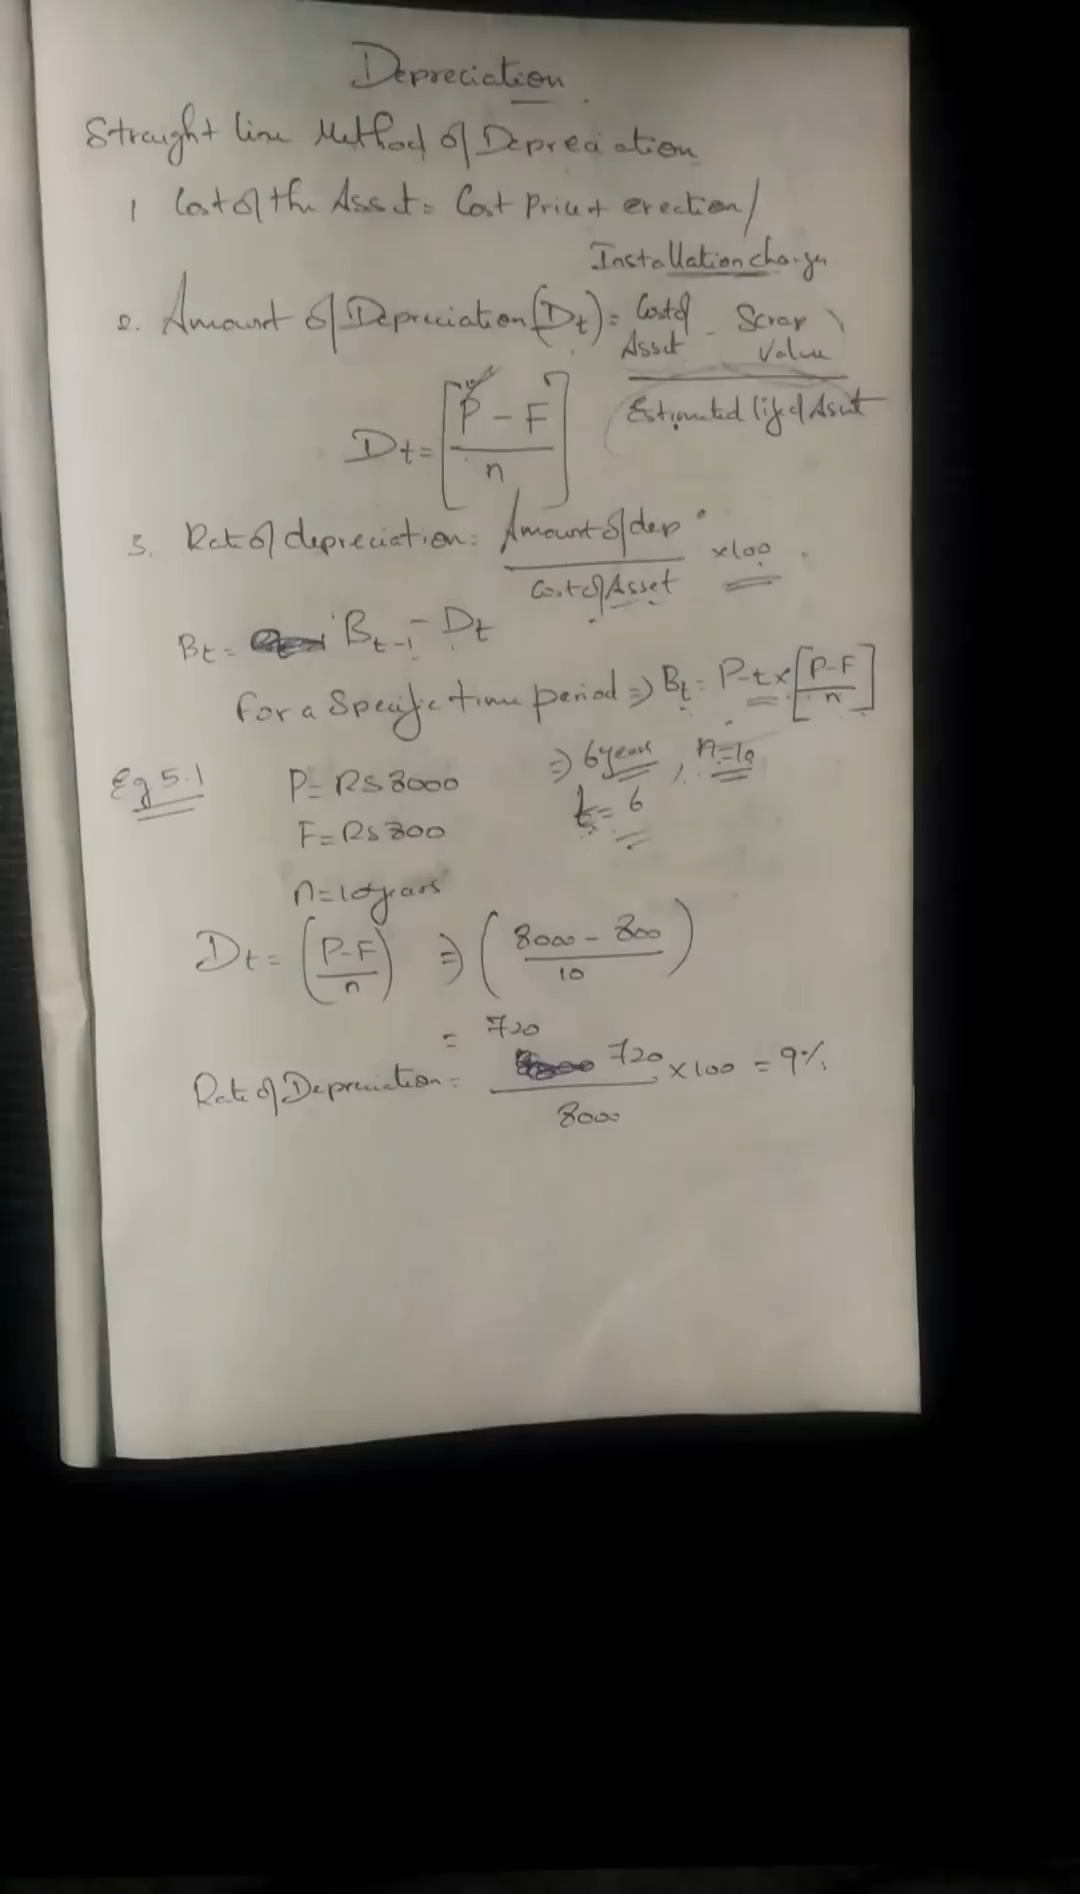 Depreciation
Straight line Method of Depreciation
1 Cost of the Asset = Cost Price + erection/
Installation charges
2. Amount of Depreciation (Dt) = Cost of Asset - Scrap Value / Estimated life of Asset
Dt = [P - F / n]
3. Rate of depreciation = Amount of dep / Cost of Asset × 100
Bt = Bt-1 - Dt
For a Specific time period => Bt = P - t × [P-F / n]
=> 6 years, n=10
Eg 5.1 P = RS 8000
t = 6
F = RS 800
n = 10 years
Dt = (P-F / n) => (8000 - 800 / 10)
= 720
Rate of Depreciation = 720 / 8000 × 100 = 9%